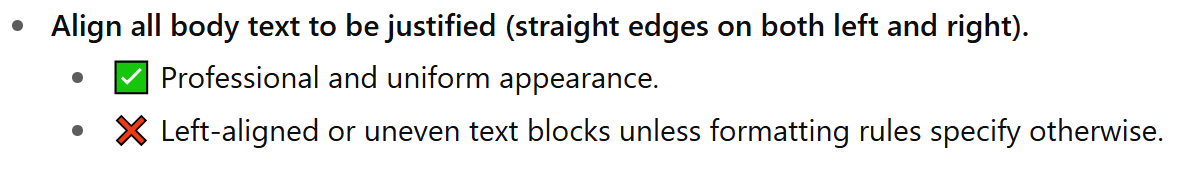 Align all body text to be justified (straight edges on both left and right).
✅ Professional and uniform appearance.
❌ Left-aligned or uneven text blocks unless formatting rules specify otherwise.